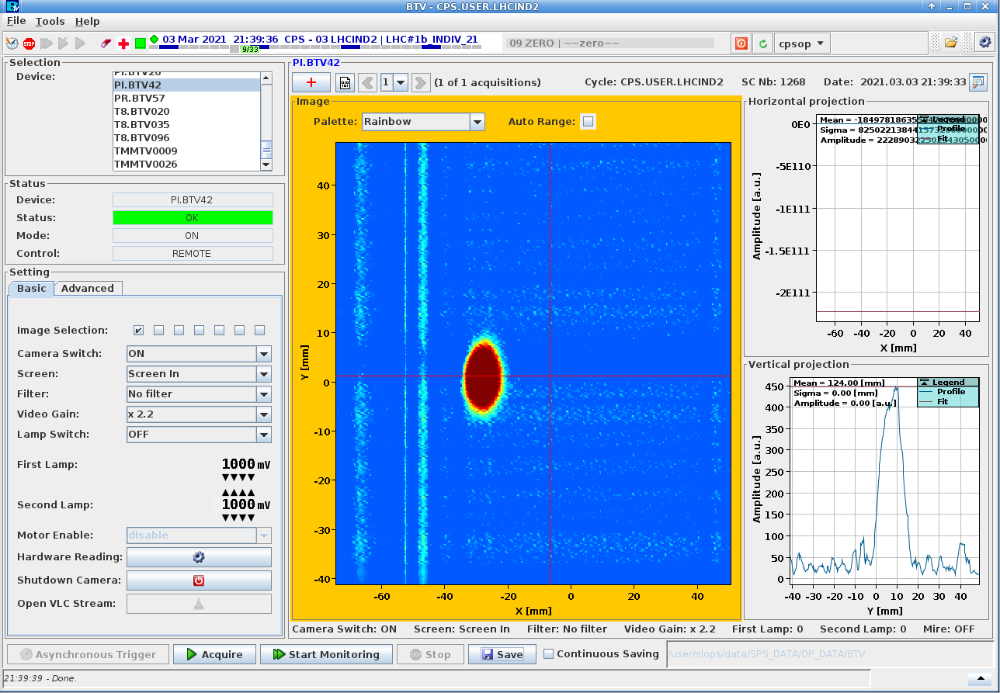 BTV - CPS.USER.LHCIND2
File Tools Help
03 Mar 2021 21:39:36 CPS - 03 LHCIND2 | LHC#1b_INDIV_21
9/33
09 ZERO | ~~zero~~
cpsop
Selection
Device:
PI.BTV26
PI.BTV42
PR.BTV57
T8.BTV020
T8.BTV035
T8.BTV096
TMMTV0009
TMMTV0026
Status
Device: PI.BTV42
Status: OK
Mode: ON
Control: REMOTE
Setting
Basic Advanced
Image Selection:
Camera Switch: ON
Screen: Screen In
Filter: No filter
Video Gain: x 2.2
Lamp Switch: OFF
First Lamp: 1000 mV
Second Lamp: 1000 mV
Motor Enable: disable
Hardware Reading:
Shutdown Camera:
Open VLC Stream:
PI.BTV42
1 (1 of 1 acquisitions) Cycle: CPS.USER.LHCIND2 SC Nb: 1268 Date: 2021.03.03 21:39:33
Image
Palette: Rainbow Auto Range:
40
30
20
10
0
-10
-20
-30
-40
Y [mm]
-60 -40 -20 0 20 40
X [mm]
Horizontal projection
Mean = -18497818635
Sigma = 8250221384
Amplitude = 2228903
Legend
Profile
Fit
0E0
-5E110
-1E111
-1.5E111
-2E111
Amplitude [a.u.]
-60 -40 -20 0 20 40
X [mm]
Vertical projection
Mean = 124.00 [mm]
Sigma = 0.00 [mm]
Amplitude = 0.00 [a.u.]
Legend
Profile
Fit
450
400
350
300
250
200
150
100
50
0
Amplitude [a.u.]
-40 -30 -20 -10 0 10 20 30 40
Y [mm]
Camera Switch: ON Screen: Screen In Filter: No filter Video Gain: x 2.2 First Lamp: 0 Second Lamp: 0 Mire: OFF
Asynchronous Trigger Acquire Start Monitoring Stop Save Continuous Saving /user/slops/data/SPS_DATA/OP_DATA/BTV
21:39:39 - Done.